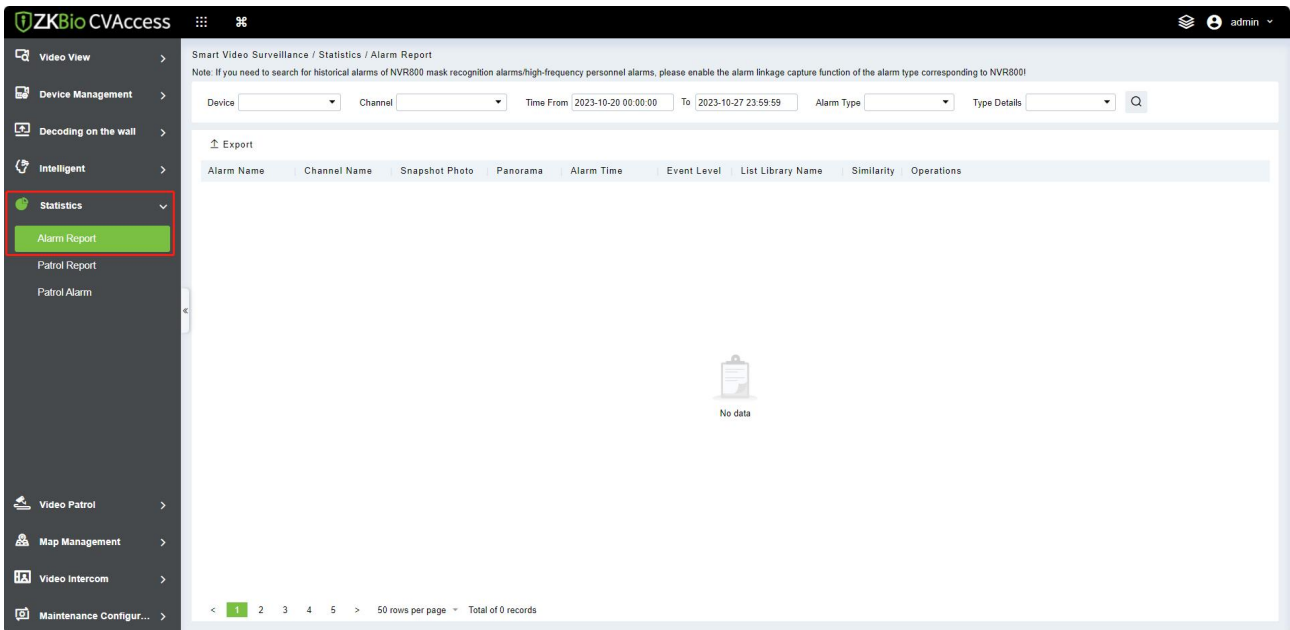 ZKBio CVAccess
admin
Video View
Device Management
Decoding on the wall
Intelligent
Statistics
Alarm Report
Patrol Report
Patrol Alarm
Video Patrol
Map Management
Video Intercom
Maintenance Configur...
Smart Video Surveillance / Statistics / Alarm Report
Note: If you need to search for historical alarms of NVR800 mask recognition alarms/high-frequency personnel alarms, please enable the alarm linkage capture function of the alarm type corresponding to NVR800!
Device Channel Time From 2023-10-20 00:00:00 To 2023-10-27 23:59:59 Alarm Type Type Details
Export
Alarm Name Channel Name Snapshot Photo Panorama Alarm Time Event Level List Library Name Similarity Operations
No data
< 1 2 3 4 5 > 50 rows per page Total of 0 records